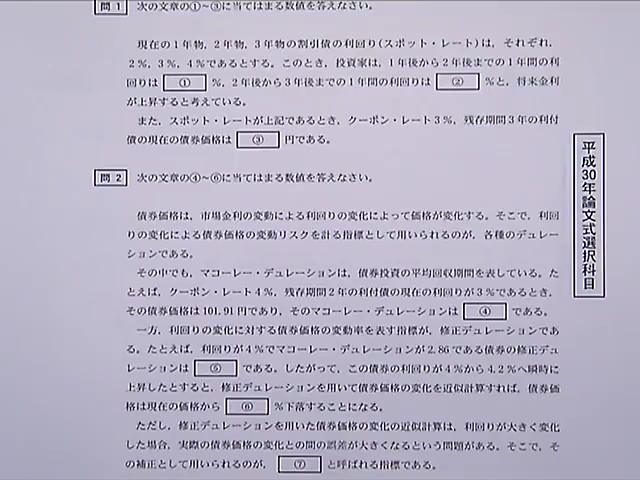 問 1 次の文章の①～③に当てはまる数値を答えなさい。
現在の1年物，2年物，3年物の割引債の利回り(スポット・レート)は，それぞれ，
2％，3％，4％であるとする。このとき，投資家は，1年後から2年後までの1年間の利
回りは ① ％，2年後から3年後までの1年間の利回りは ② ％と，将来金利
が上昇すると考えている。
また，スポット・レートが上記であるとき，クーポン・レート3％，残存期間3年の利付
債の現在の債券価格は ③ 円である。
問 2 次の文章の④～⑥に当てはまる数値を答えなさい。
債券価格は，市場金利の変動による利回りの変化によって価格が変化する。そこで，利回
りの変化による債券価格の変動リスクを計る指標として用いられるのが，各種のデュレー
ションである。
その中でも，マコーレー・デュレーションは，債券投資の平均回収期間を表している。た
とえば，クーポン・レート4％，残存期間2年の利付債の現在の利回りが3％であるとき，
その債券価格は101.91円であり，そのマコーレー・デュレーションは ④ である。
一方，利回りの変化に対する債券価格の変動率を表す指標が，修正デュレーションであ
る。たとえば，利回りが4％でマコーレー・デュレーションが2.86である債券の修正デュ
レーションは ⑤ である。したがって，この債券の利回りが4％から4.2％へ瞬時に
上昇したとすると，修正デュレーションを用いて債券価格の変化を近似計算すれば，債券価
格は現在の価格から ⑥ ％下落することになる。
ただし，修正デュレーションを用いた債券価格の変化の近似計算は，利回りが大きく変化
した場合，実際の債券価格の変化との間の誤差が大きくなるという問題がある。そこで，そ
の補正として用いられるのが， ⑦ と呼ばれる指標である。
平成30年論文式選択科目